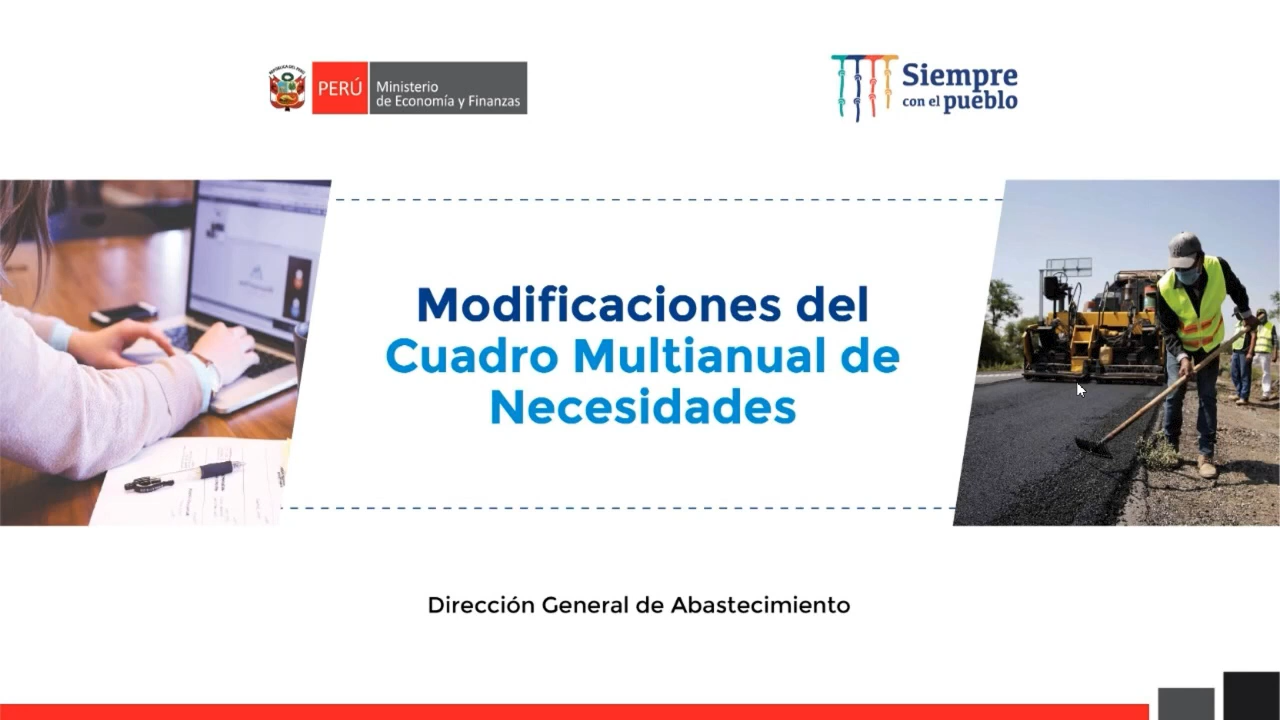 PERÚ
Ministerio
de Economía y Finanzas
Siempre
con el pueblo
Modificaciones del
Cuadro Multianual de
Necesidades
Dirección General de Abastecimiento